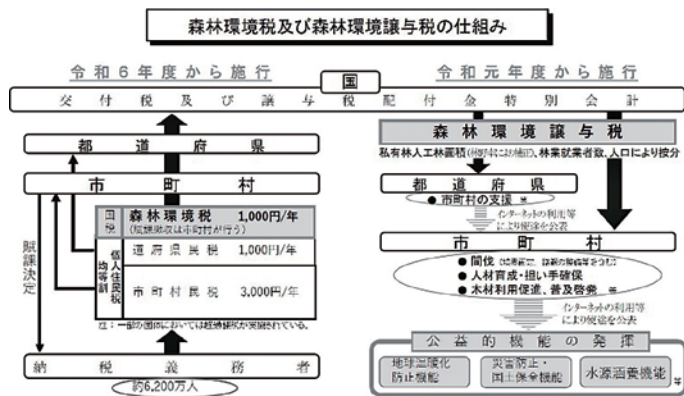 森林環境税及び森林環境譲与税の仕組み
令和６年度から施行
国
令和元年度から施行
交付税及び譲与税配付金特別会計
都道府県
市町村
賦課決定
国税
森林環境税 1,000円/年
(賦課徴収は市町村が行う)
個人住民税均等割
道府県民税 1,000円/年
市町村民税 3,000円/年
注：一部の団体においては超過課税が実施されている。
納税義務者
約6,200万人
森林環境譲与税
私有林人工林面積(林野率により補正)、林業就業者数、人口により按分
都道府県
● 市町村の支援 等
インターネットの利用等
により使途を公表
市町村
● 間伐
● 人材育成・担い手確保
● 木材利用促進、普及啓発 等
インターネットの利用等
により使途を公表
公益的機能の発揮
地球温暖化
防止機能
災害防止・
国土保全機能
水源涵養機能
等